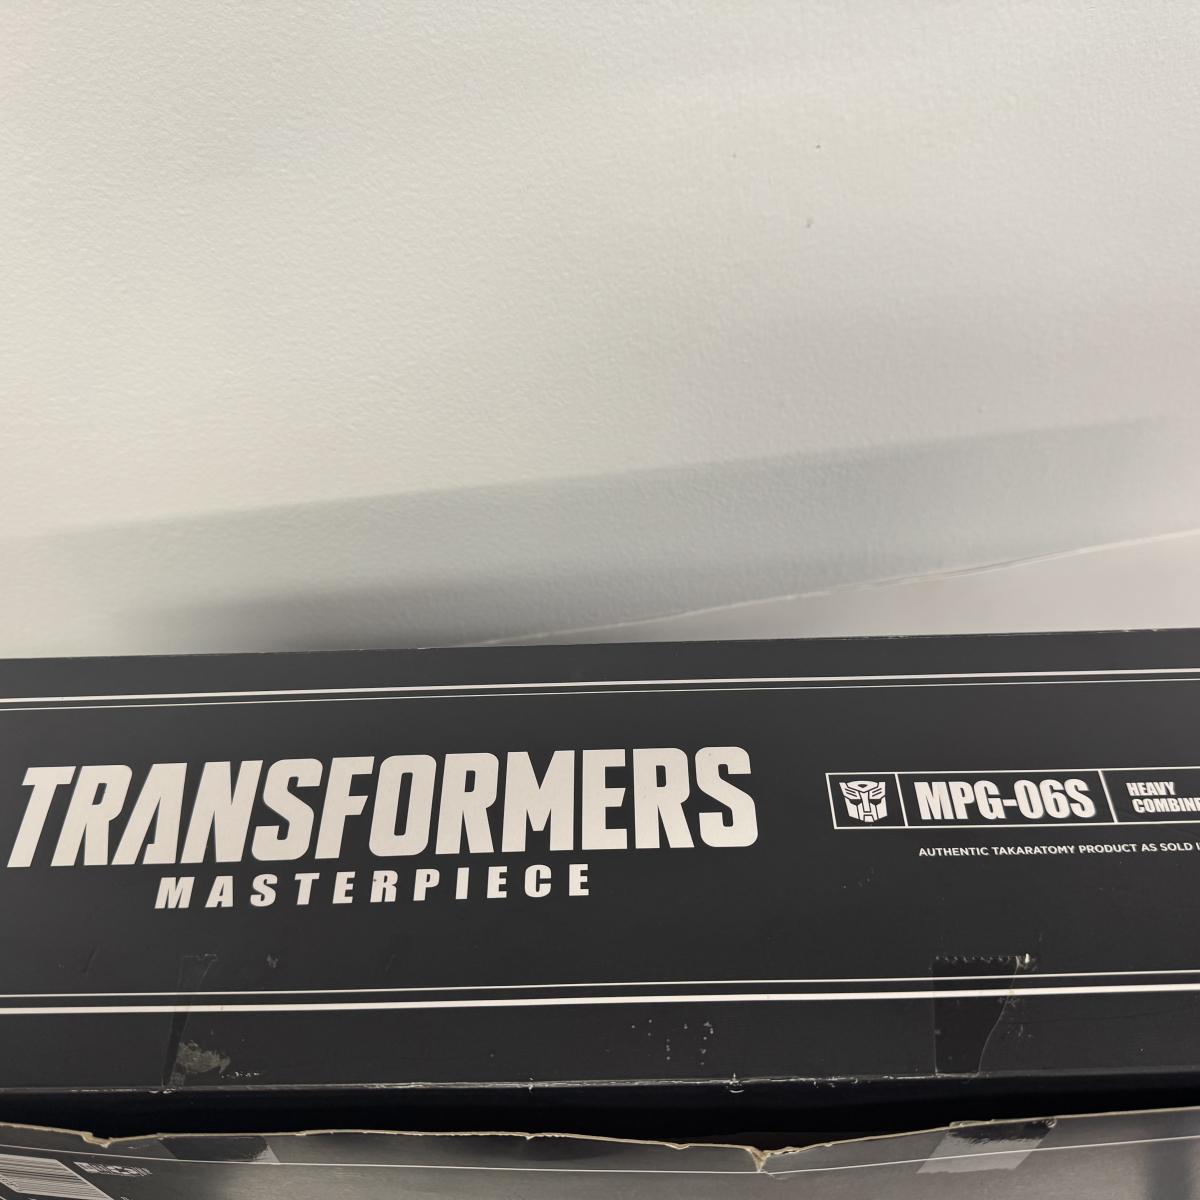 TRANSFORMERS
MASTERPIECE
MPG-06S
HEAVY
AUTHENTIC TAKARATOMY PRODUCT AS SOLD